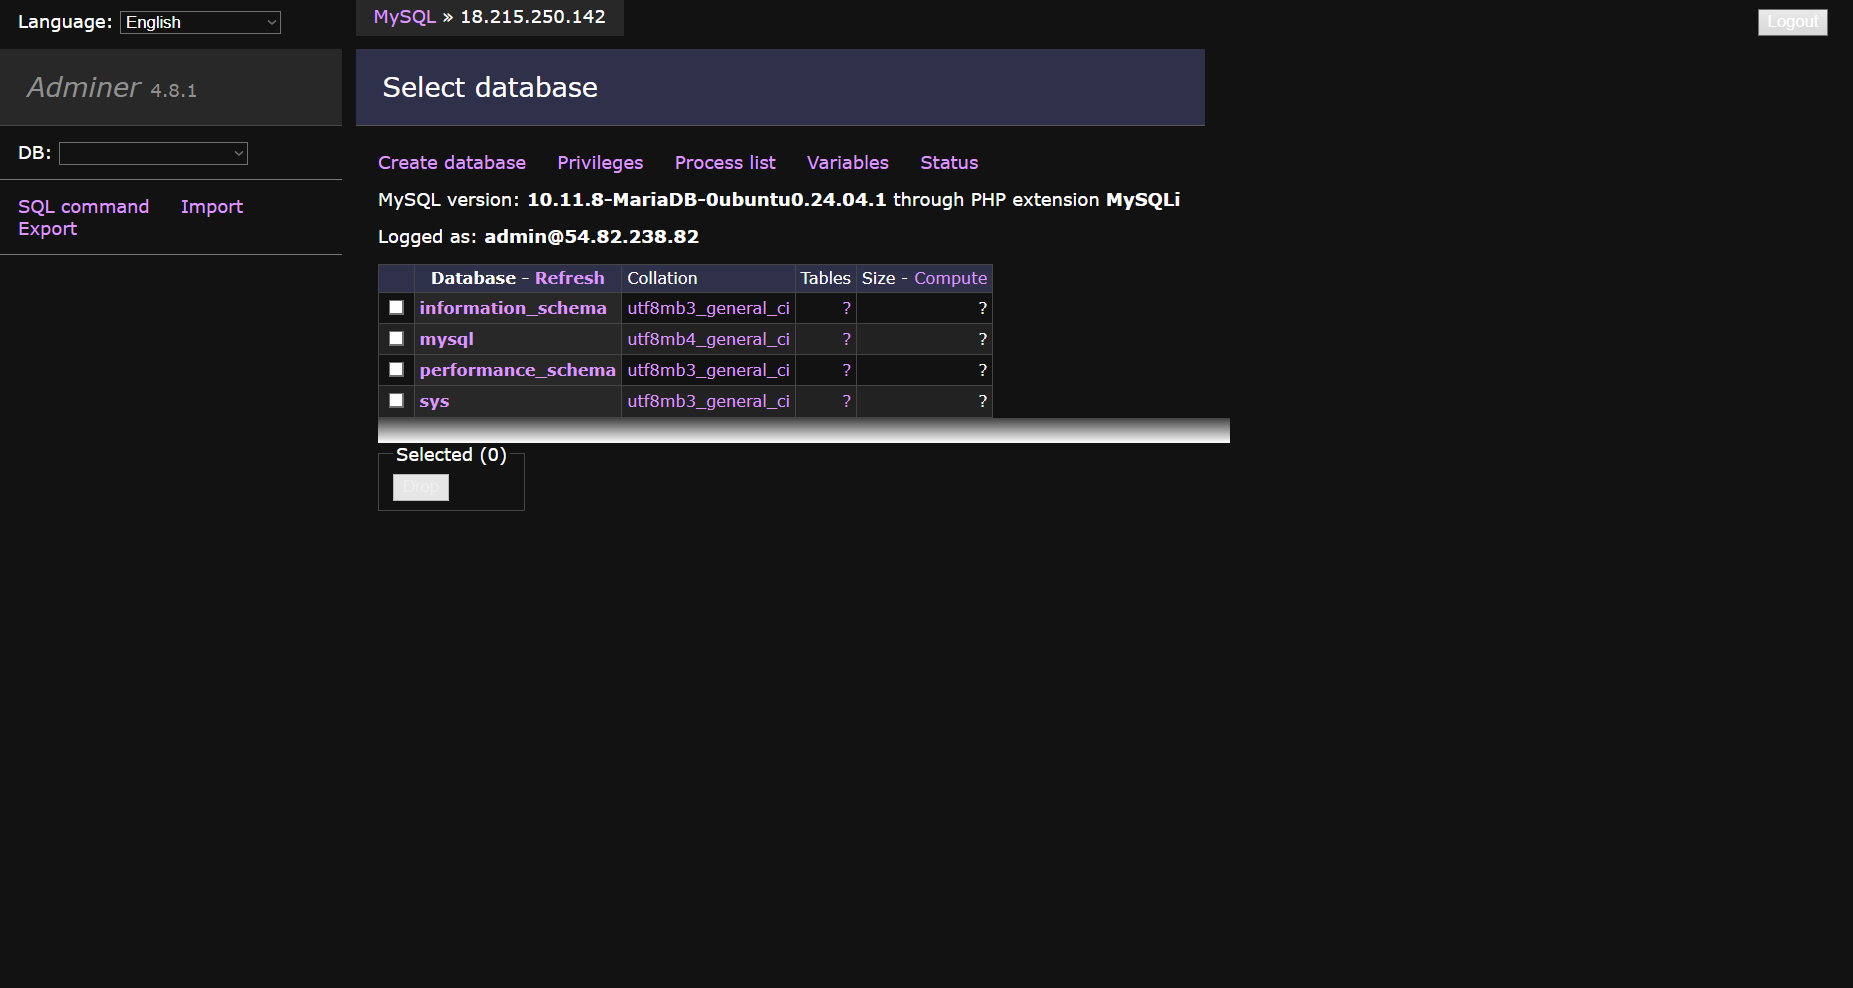 Language: English
MySQL » 18.215.250.142
Logout
Adminer 4.8.1
Select database
DB:
SQL command Import
Export
Create database Privileges Process list Variables Status
MySQL version: 10.11.8-MariaDB-0ubuntu0.24.04.1 through PHP extension MySQLi
Logged as: admin@54.82.238.82
Database - Refresh Collation Tables Size - Compute
information_schema utf8mb3_general_ci ? ?
mysql utf8mb4_general_ci ? ?
performance_schema utf8mb3_general_ci ? ?
sys utf8mb3_general_ci ? ?
Selected (0)
Drop